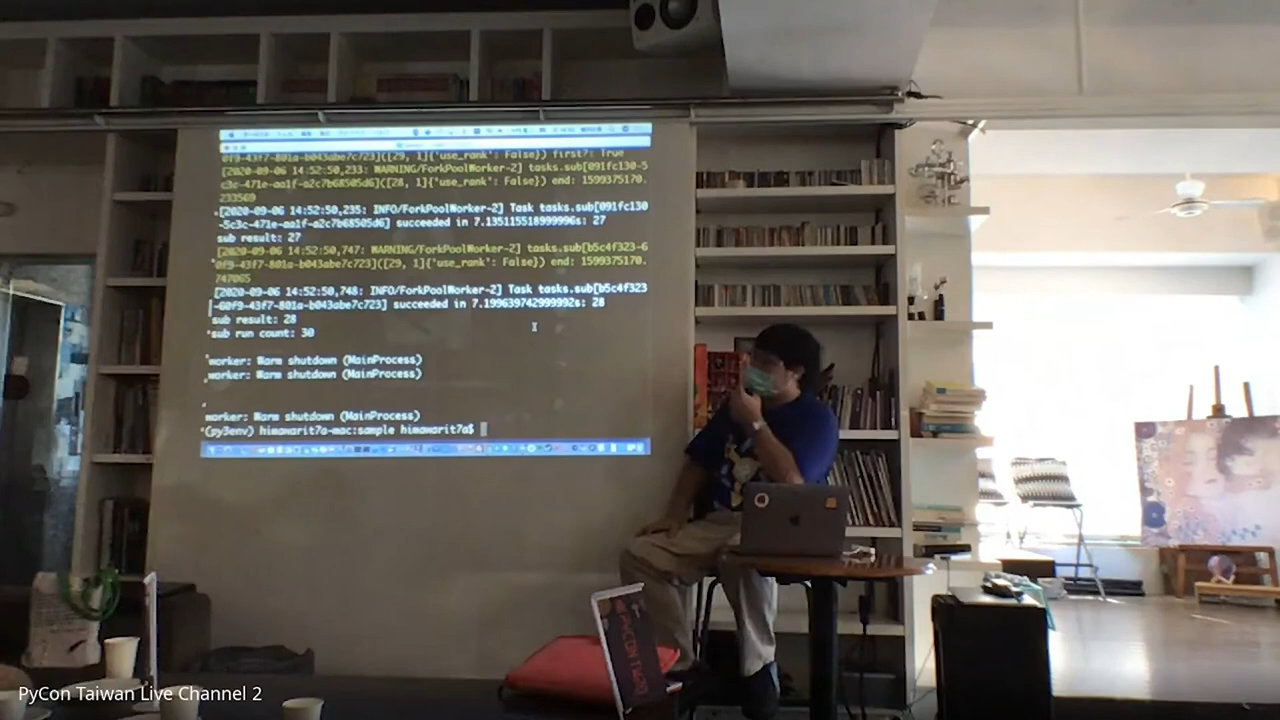 0f9-43f7-801a-b043abe7c723]([29, 1]{'use_rank': False}) first?: True
[2020-09-06 14:52:50,233: WARNING/ForkPoolWorker-2] tasks.sub[091fc130-5
c3c-471e-aa1f-a2c7b68505d6]([28, 1]{'use_rank': False}) end: 1599375170.
233569
[2020-09-06 14:52:50,235: INFO/ForkPoolWorker-2] Task tasks.sub[091fc130
-5c3c-471e-aa1f-a2c7b68505d6] succeeded in 7.135115518999996s: 27
sub result: 27
[2020-09-06 14:52:50,747: WARNING/ForkPoolWorker-2] tasks.sub[b5c4f323-6
0f9-43f7-801a-b043abe7c723]([29, 1]{'use_rank': False}) end: 1599375170.
747065
[2020-09-06 14:52:50,748: INFO/ForkPoolWorker-2] Task tasks.sub[b5c4f323
-60f9-43f7-801a-b043abe7c723] succeeded in 7.199639742999992s: 28
sub result: 28
sub run count: 30
worker: Warm shutdown (MainProcess)
worker: Warm shutdown (MainProcess)
worker: Warm shutdown (MainProcess)
(py3env) himawarit7a-mac:sample himawarit7a$
PyCon Taiwan Live Channel 2